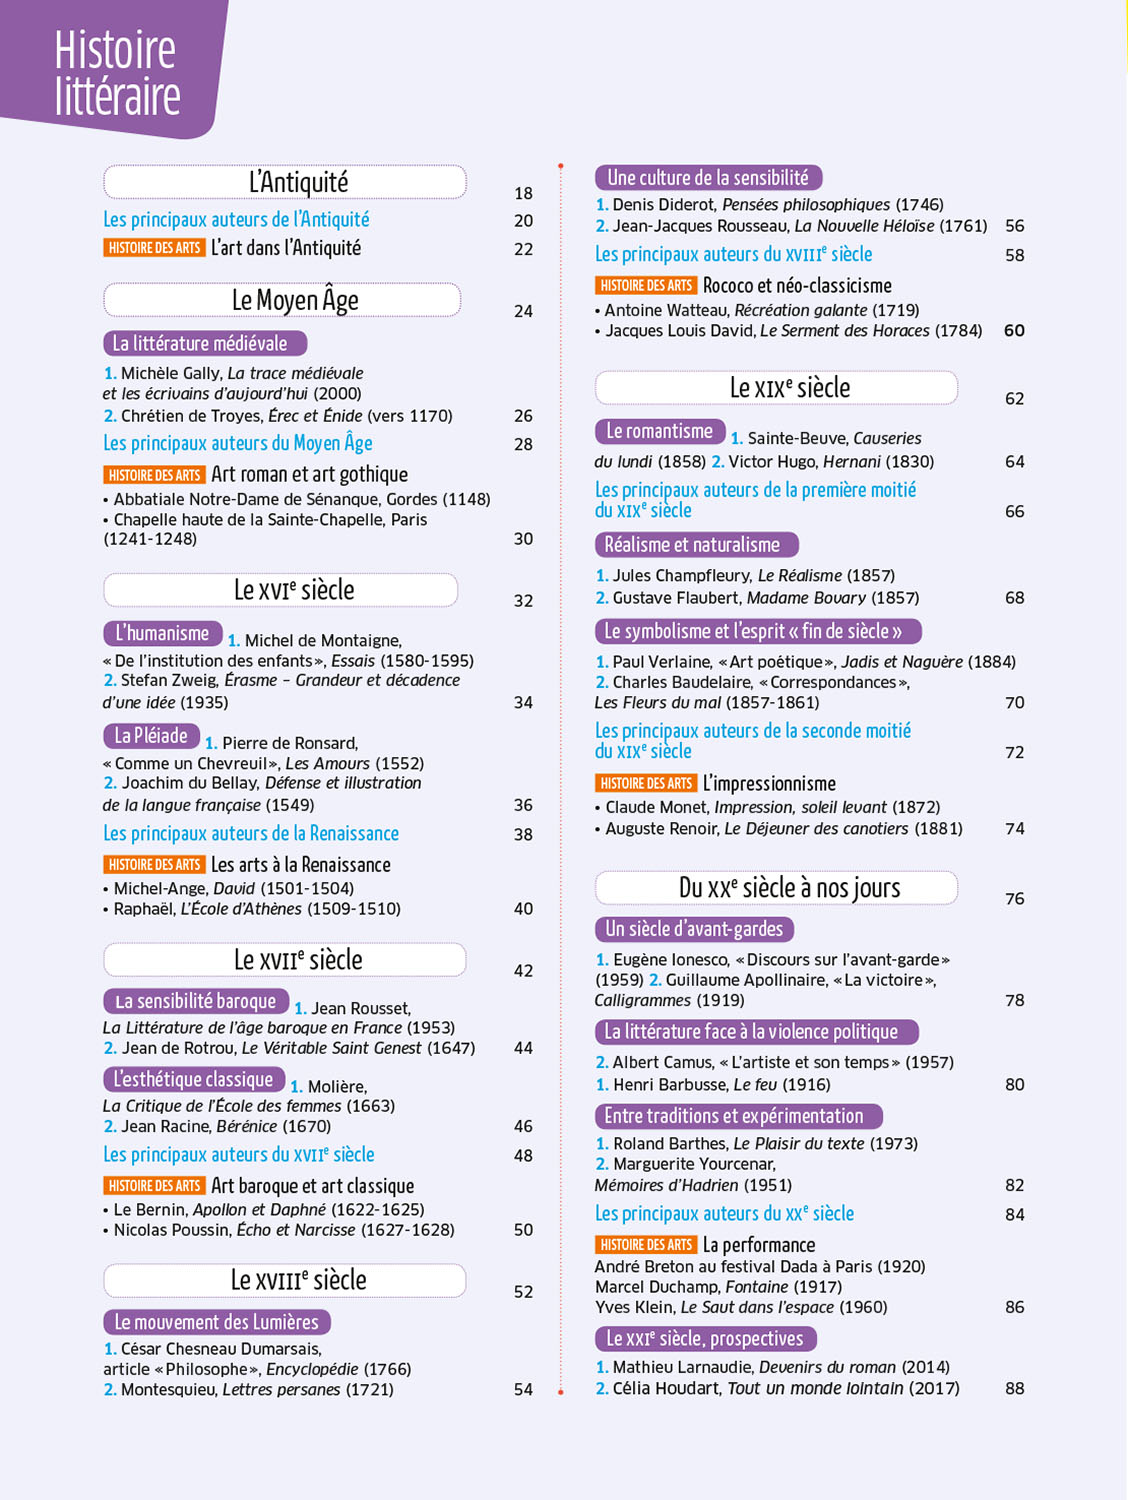 Histoire
littéraire
L'Antiquité 18
Les principaux auteurs de l'Antiquité 20
HISTOIRE DES ARTS L'art dans l'Antiquité 22
Le Moyen Âge 24
La littérature médiévale
1. Michèle Gally, La trace médiévale
et les écrivains d'aujourd'hui (2000)
2. Chrétien de Troyes, Érec et Énide (vers 1170) 26
Les principaux auteurs du Moyen Âge 28
HISTOIRE DES ARTS Art roman et art gothique
• Abbatiale Notre-Dame de Sénanque, Gordes (1148)
• Chapelle haute de la Sainte-Chapelle, Paris
(1241-1248) 30
Le XVIe siècle 32
L'humanisme 1. Michel de Montaigne,
« De l'institution des enfants », Essais (1580-1595)
2. Stefan Zweig, Érasme – Grandeur et décadence
d'une idée (1935) 34
La Pléiade 1. Pierre de Ronsard,
« Comme un Chevreuil », Les Amours (1552)
2. Joachim du Bellay, Défense et illustration
de la langue française (1549) 36
Les principaux auteurs de la Renaissance 38
HISTOIRE DES ARTS Les arts à la Renaissance
• Michel-Ange, David (1501-1504)
• Raphaël, L'École d'Athènes (1509-1510) 40
Le XVIIe siècle 42
La sensibilité baroque 1. Jean Rousset,
La Littérature de l'âge baroque en France (1953)
2. Jean de Rotrou, Le Véritable Saint Genest (1647) 44
L'esthétique classique 1. Molière,
La Critique de l'École des femmes (1663)
2. Jean Racine, Bérénice (1670) 46
Les principaux auteurs du XVIIe siècle 48
HISTOIRE DES ARTS Art baroque et art classique
• Le Bernin, Apollon et Daphné (1622-1625)
• Nicolas Poussin, Écho et Narcisse (1627-1628) 50
Le XVIIIe siècle 52
Le mouvement des Lumières
1. César Chesneau Dumarsais,
article « Philosophe », Encyclopédie (1766)
2. Montesquieu, Lettres persanes (1721) 54
Une culture de la sensibilité
1. Denis Diderot, Pensées philosophiques (1746)
2. Jean-Jacques Rousseau, La Nouvelle Héloïse (1761) 56
Les principaux auteurs du XVIIIe siècle 58
HISTOIRE DES ARTS Rococo et néo-classicisme
• Antoine Watteau, Récréation galante (1719)
• Jacques Louis David, Le Serment des Horaces (1784) 60
Le XIXe siècle 62
Le romantisme 1. Sainte-Beuve, Causeries
du lundi (1858) 2. Victor Hugo, Hernani (1830) 64
Les principaux auteurs de la première moitié
du XIXe siècle 66
Réalisme et naturalisme
1. Jules Champfleury, Le Réalisme (1857)
2. Gustave Flaubert, Madame Bovary (1857) 68
Le symbolisme et l'esprit « fin de siècle »
1. Paul Verlaine, « Art poétique », Jadis et Naguère (1884)
2. Charles Baudelaire, « Correspondances »,
Les Fleurs du mal (1857-1861) 70
Les principaux auteurs de la seconde moitié
du XIXe siècle 72
HISTOIRE DES ARTS L'impressionnisme
• Claude Monet, Impression, soleil levant (1872)
• Auguste Renoir, Le Déjeuner des canotiers (1881) 74
Du XXe siècle à nos jours 76
Un siècle d'avant-gardes
1. Eugène Ionesco, « Discours sur l'avant-garde »
(1959) 2. Guillaume Apollinaire, « La victoire »,
Calligrammes (1919) 78
La littérature face à la violence politique
2. Albert Camus, « L'artiste et son temps » (1957)
1. Henri Barbusse, Le feu (1916) 80
Entre traditions et expérimentation
1. Roland Barthes, Le Plaisir du texte (1973)
2. Marguerite Yourcenar,
Mémoires d'Hadrien (1951) 82
Les principaux auteurs du XXe siècle 84
HISTOIRE DES ARTS La performance
André Breton au festival Dada à Paris (1920)
Marcel Duchamp, Fontaine (1917)
Yves Klein, Le Saut dans l'espace (1960) 86
Le XXIe siècle, prospectives
1. Mathieu Larnaudie, Devenirs du roman (2014)
2. Célia Houdart, Tout un monde lointain (2017) 88